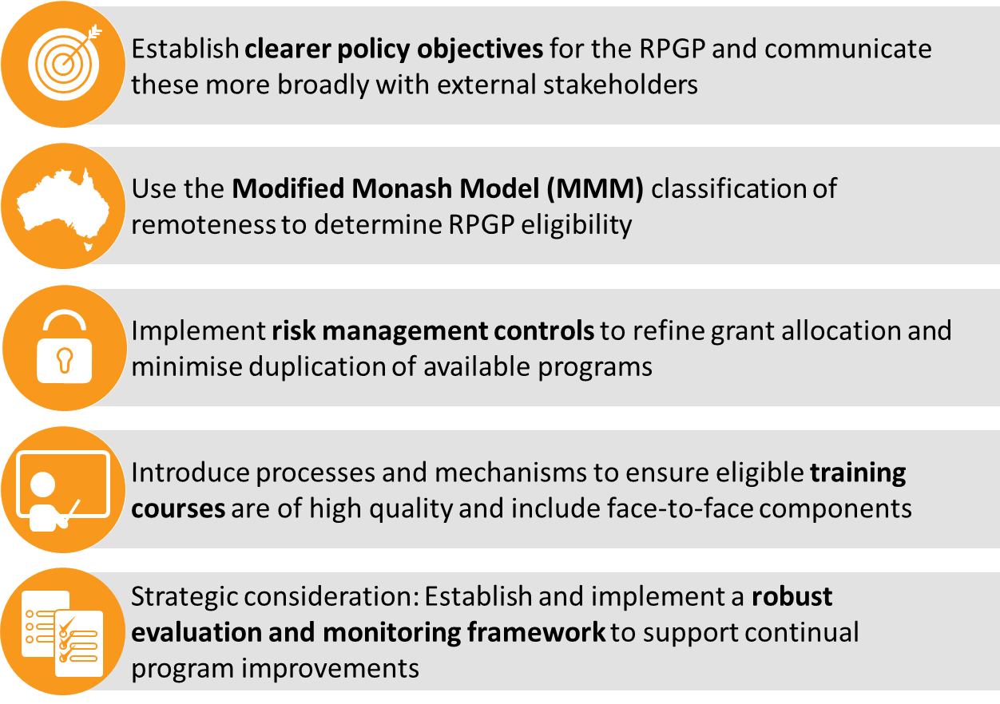 Establish clearer policy objectives for the RPGP and communicate
these more broadly with external stakeholders
Use the Modified Monash Model (MMM) classification of
remoteness to determine RPGP eligibility
Implement risk management controls to refine grant allocation and
minimise duplication of available programs
Introduce processes and mechanisms to ensure eligible training
courses are of high quality and include face-to-face components
Strategic consideration: Establish and implement a robust
evaluation and monitoring framework to support continual
program improvements